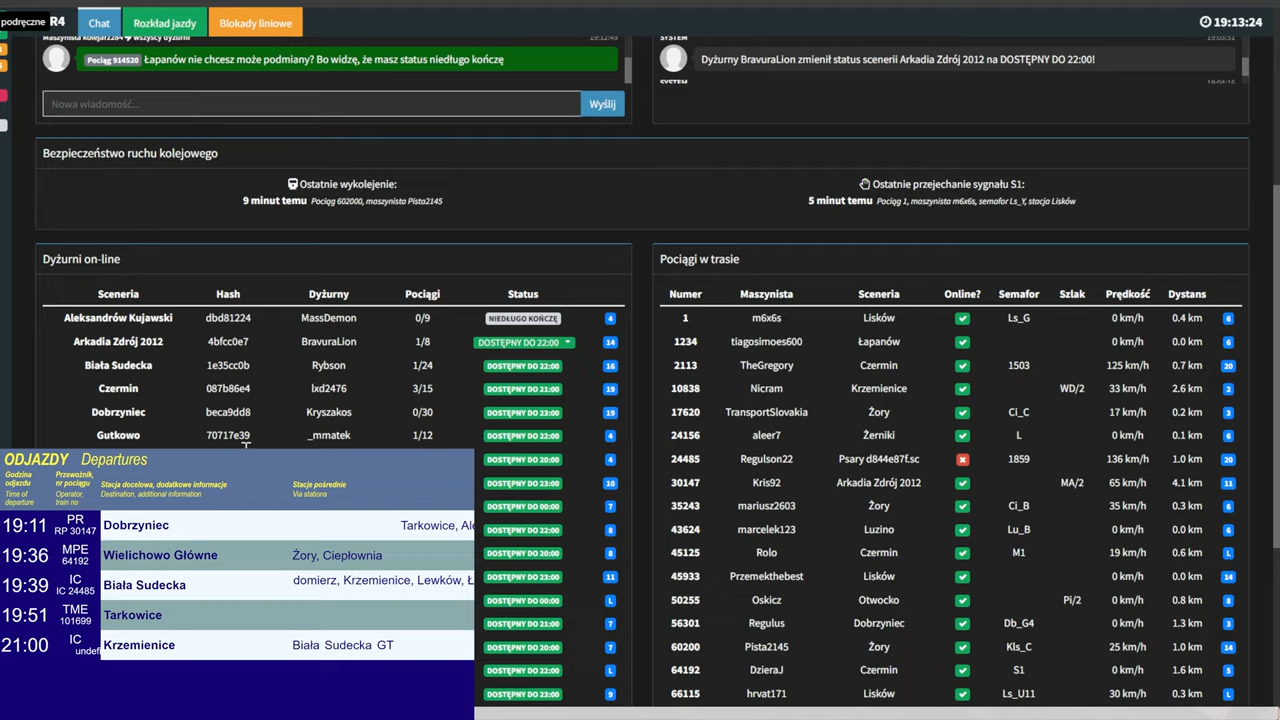 podręczne
R4
Chat
Rozkład jazdy
Blokady liniowe
19:13:24
19:12:49
Pociąg 914520 Łapanów nie chcesz może podmiany? Bo widzę, że masz status niedługo kończę
Nowa wiadomość...
Wyślij
SYSTEM
19:03:51
Dyżurny BravuraLion zmienił status scenerii Arkadia Zdrój 2012 na DOSTĘPNY DO 22:00!
SYSTEM
19:04:16
Bezpieczeństwo ruchu kolejowego
Ostatnie wykolejenie:
9 minut temu Pociąg 602000, maszynista Pista2145
Ostatnie przejechanie sygnału S1:
5 minut temu Pociąg 1, maszynista m6x6s, semafor Ls_Y, stacja Lisków
Dyżurni on-line
Sceneria Hash Dyżurny Pociągi Status
Aleksandrów Kujawski dbd81224 MassDemon 0/9 NIEDŁUGO KOŃCZĘ 4
Arkadia Zdrój 2012 4bfcc0e7 BravuraLion 1/8 DOSTĘPNY DO 22:00 14
Biała Sudecka 1e35cc0b Rybson 1/24 DOSTĘPNY DO 22:00 16
Czermin 087b86e4 lxd2476 3/15 DOSTĘPNY DO 21:00 19
Dobrzyniec beca9dd8 Kryszakos 0/30 DOSTĘPNY DO 23:00 19
Gutkowo 70717e39 _mmatek 1/12 DOSTĘPNY DO 22:00 4
DOSTĘPNY DO 20:00 4
DOSTĘPNY DO 23:00 10
DOSTĘPNY DO 00:00 7
DOSTĘPNY DO 22:00 8
DOSTĘPNY DO 20:00 8
DOSTĘPNY DO 23:00 11
DOSTĘPNY DO 00:00 L
DOSTĘPNY DO 21:00 7
DOSTĘPNY DO 20:00 7
DOSTĘPNY DO 22:00 L
DOSTĘPNY DO 23:00 9
Pociągi w trasie
Numer Maszynista Sceneria Online? Semafor Szlak Prędkość Dystans
1 m6x6s Lisków Ls_G 0 km/h 0.4 km 6
1234 tiagosimoes600 Łapanów 0 km/h 0.0 km 6
2113 TheGregory Czermin 1503 125 km/h 0.7 km 20
10838 Nicram Krzemienice WD/2 33 km/h 2.6 km 2
17620 TransportSlovakia Żory Ci_C 17 km/h 0.2 km 3
24156 aleer7 Żerniki L 0 km/h 0.1 km 6
24485 Regulson22 Psary d844e87f.sc 1859 136 km/h 1.0 km 20
30147 Kris92 Arkadia Zdrój 2012 MA/2 65 km/h 4.1 km 11
35243 mariusz2603 Żory Ci_B 35 km/h 0.3 km 6
43624 marcelek123 Luzino Lu_B 0 km/h 0.1 km 8
45125 Rolo Czermin M1 19 km/h 0.6 km L
45933 Przemekthebest Lisków 0 km/h 0.0 km 14
50255 Oskicz Otwocko Pi/2 0 km/h 0.8 km 8
56301 Regulus Dobrzyniec Db_G4 0 km/h 1.3 km 3
60200 Pista2145 Żory Kls_C 25 km/h 1.0 km 14
64192 DzieraJ Czermin S1 0 km/h 1.6 km 5
66115 hrvat171 Lisków Ls_U11 30 km/h 0.3 km L
ODJAZDY Departures
Godzina odjazdu
Time of departure
Przewoźnik, nr pociągu
Operator, train no.
Stacja docelowa, dodatkowe informacje
Destination, additional information
Stacje pośrednie
Via stations
19:11 PR RP 30147 Dobrzyniec Tarkowice, Ale
19:36 MPE 64192 Wielichowo Główne Żory, Ciepłownia
19:39 IC IC 24485 Biała Sudecka domierz, Krzemienice, Lewków, Ł
19:51 TME 101699 Tarkowice
21:00 IC undefi Krzemienice Biała Sudecka GT